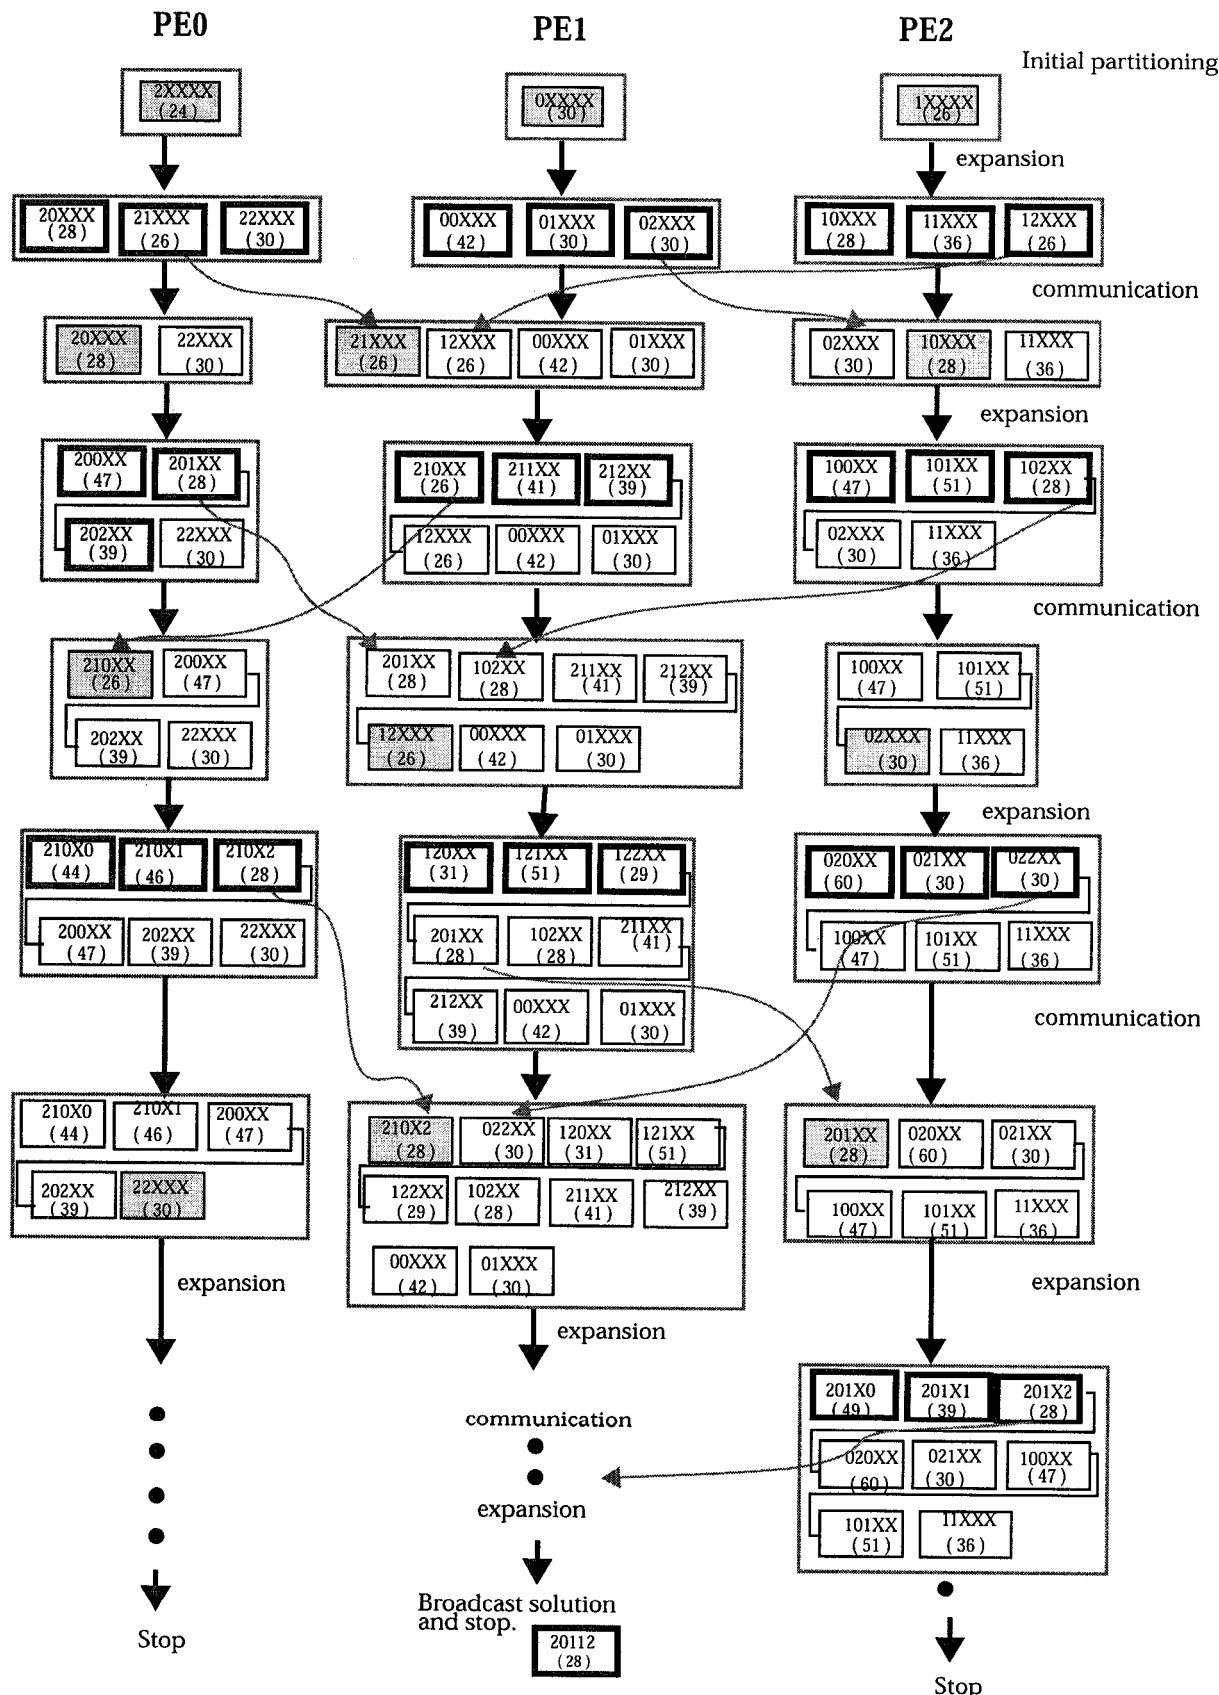 PE0 PE1 PE2
Initial partitioning
2XXXX 0XXXX 1XXXX
(24) (30) (26)
expansion
20XXX 21XXX 22XXX 00XXX 01XXX 02XXX 10XXX 11XXX 12XXX
(28) (26) (30) (42) (30) (30) (28) (36) (26)
communication
20XXX 22XXX 21XXX 12XXX 00XXX 01XXX 02XXX 10XXX 11XXX
(28) (30) (26) (26) (42) (30) (30) (28) (36)
expansion
200XX 201XX 210XX 211XX 212XX 100XX 101XX 102XX
(47) (28) (26) (41) (39) (47) (51) (28)
202XX 22XXX 12XXX 00XXX 01XXX 02XXX 11XXX
(39) (30) (26) (42) (30) (30) (36)
communication
210XX 200XX 201XX 102XX 211XX 212XX 100XX 101XX
(26) (47) (28) (28) (41) (39) (47) (51)
202XX 22XXX 12XXX 00XXX 01XXX 02XXX 11XXX
(39) (30) (26) (42) (30) (30) (36)
expansion
210X0 210X1 210X2 120XX 121XX 122XX 020XX 021XX 022XX
(44) (46) (28) (31) (51) (29) (60) (30) (30)
200XX 202XX 22XXX 201XX 102XX 211XX 100XX 101XX 11XXX
(47) (39) (30) (28) (28) (41) (47) (51) (36)
212XX 00XXX 01XXX
(39) (42) (30)
communication
210X0 210X1 200XX 210X2 022XX 120XX 121XX 201XX 020XX 021XX
(44) (46) (47) (28) (30) (31) (51) (28) (60) (30)
202XX 22XXX 122XX 102XX 211XX 212XX 100XX 101XX 11XXX
(39) (30) (29) (28) (41) (39) (47) (51) (36)
00XXX 01XXX
(42) (30)
expansion expansion
expansion
201X0 201X1 201X2
(49) (39) (28)
communication
020XX 021XX 100XX
(60) (30) (47)
expansion
101XX 11XXX
(51) (36)
Broadcast solution
and stop.
Stop
20112
(28)
Stop